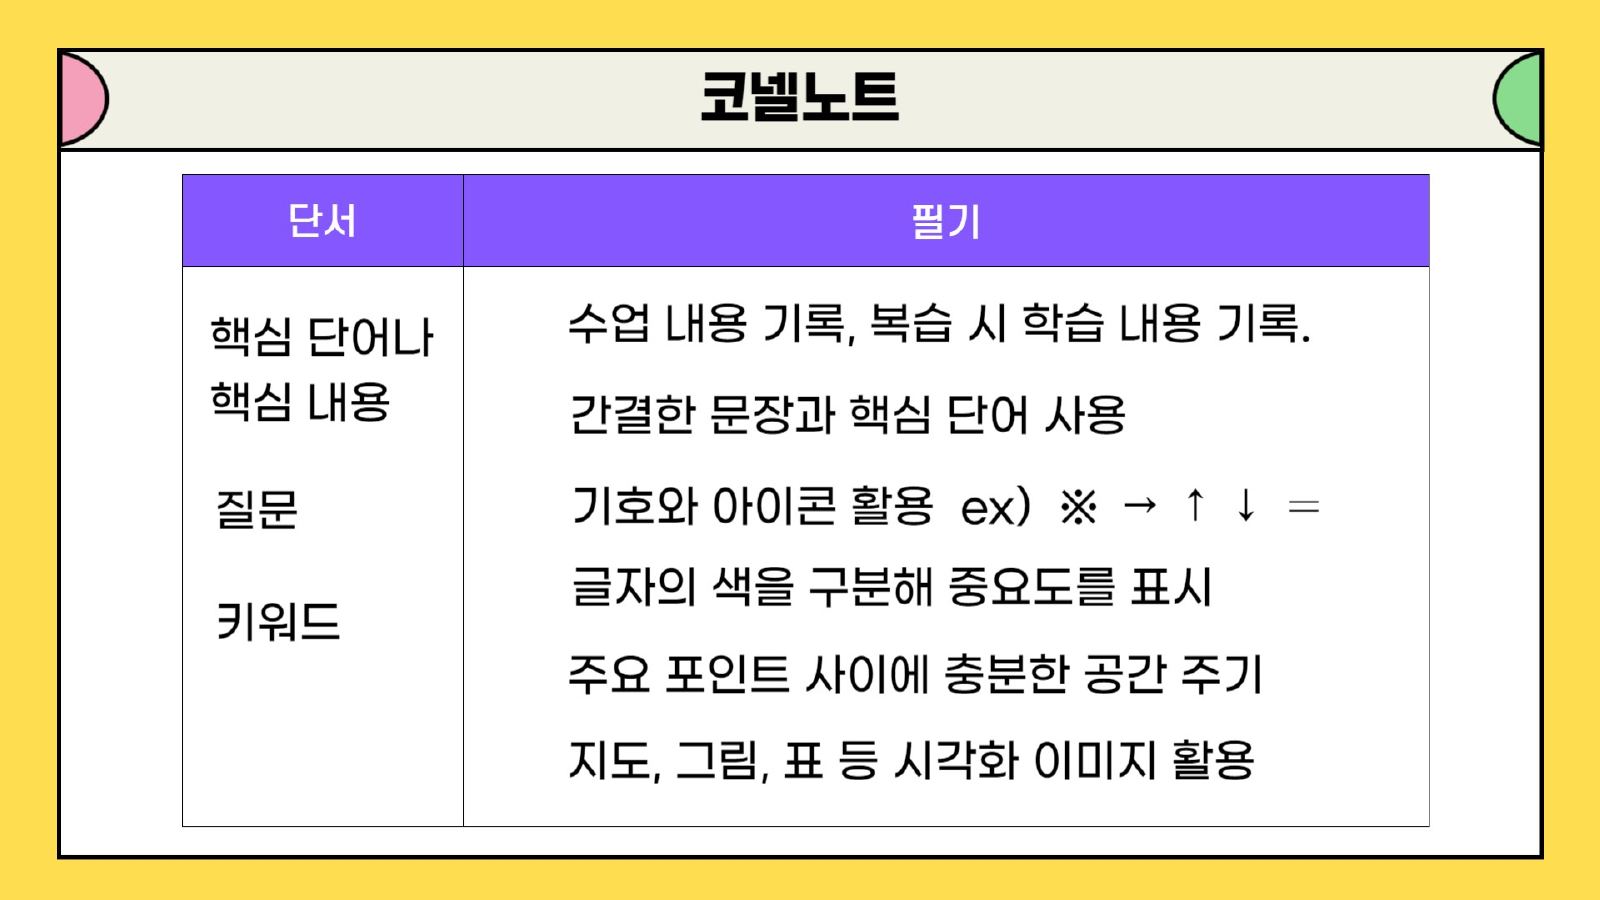 코넬노트
단서
필기
핵심 단어나
핵심 내용
질문
키워드
수업 내용 기록, 복습 시 학습 내용 기록.
간결한 문장과 핵심 단어 사용
기호와 아이콘 활용 ex) ※ → ↑ ↓ =
글자의 색을 구분해 중요도를 표시
주요 포인트 사이에 충분한 공간 주기
지도, 그림, 표 등 시각화 이미지 활용